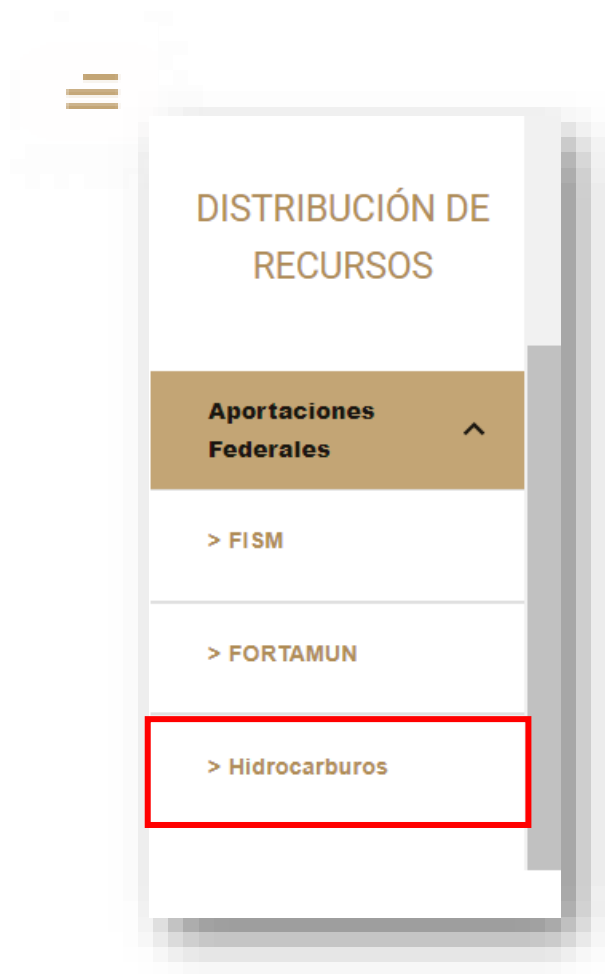 DISTRIBUCIÓN DE
RECURSOS
Aportaciones
Federales
> FISM
> FORTAMUN
> Hidrocarburos